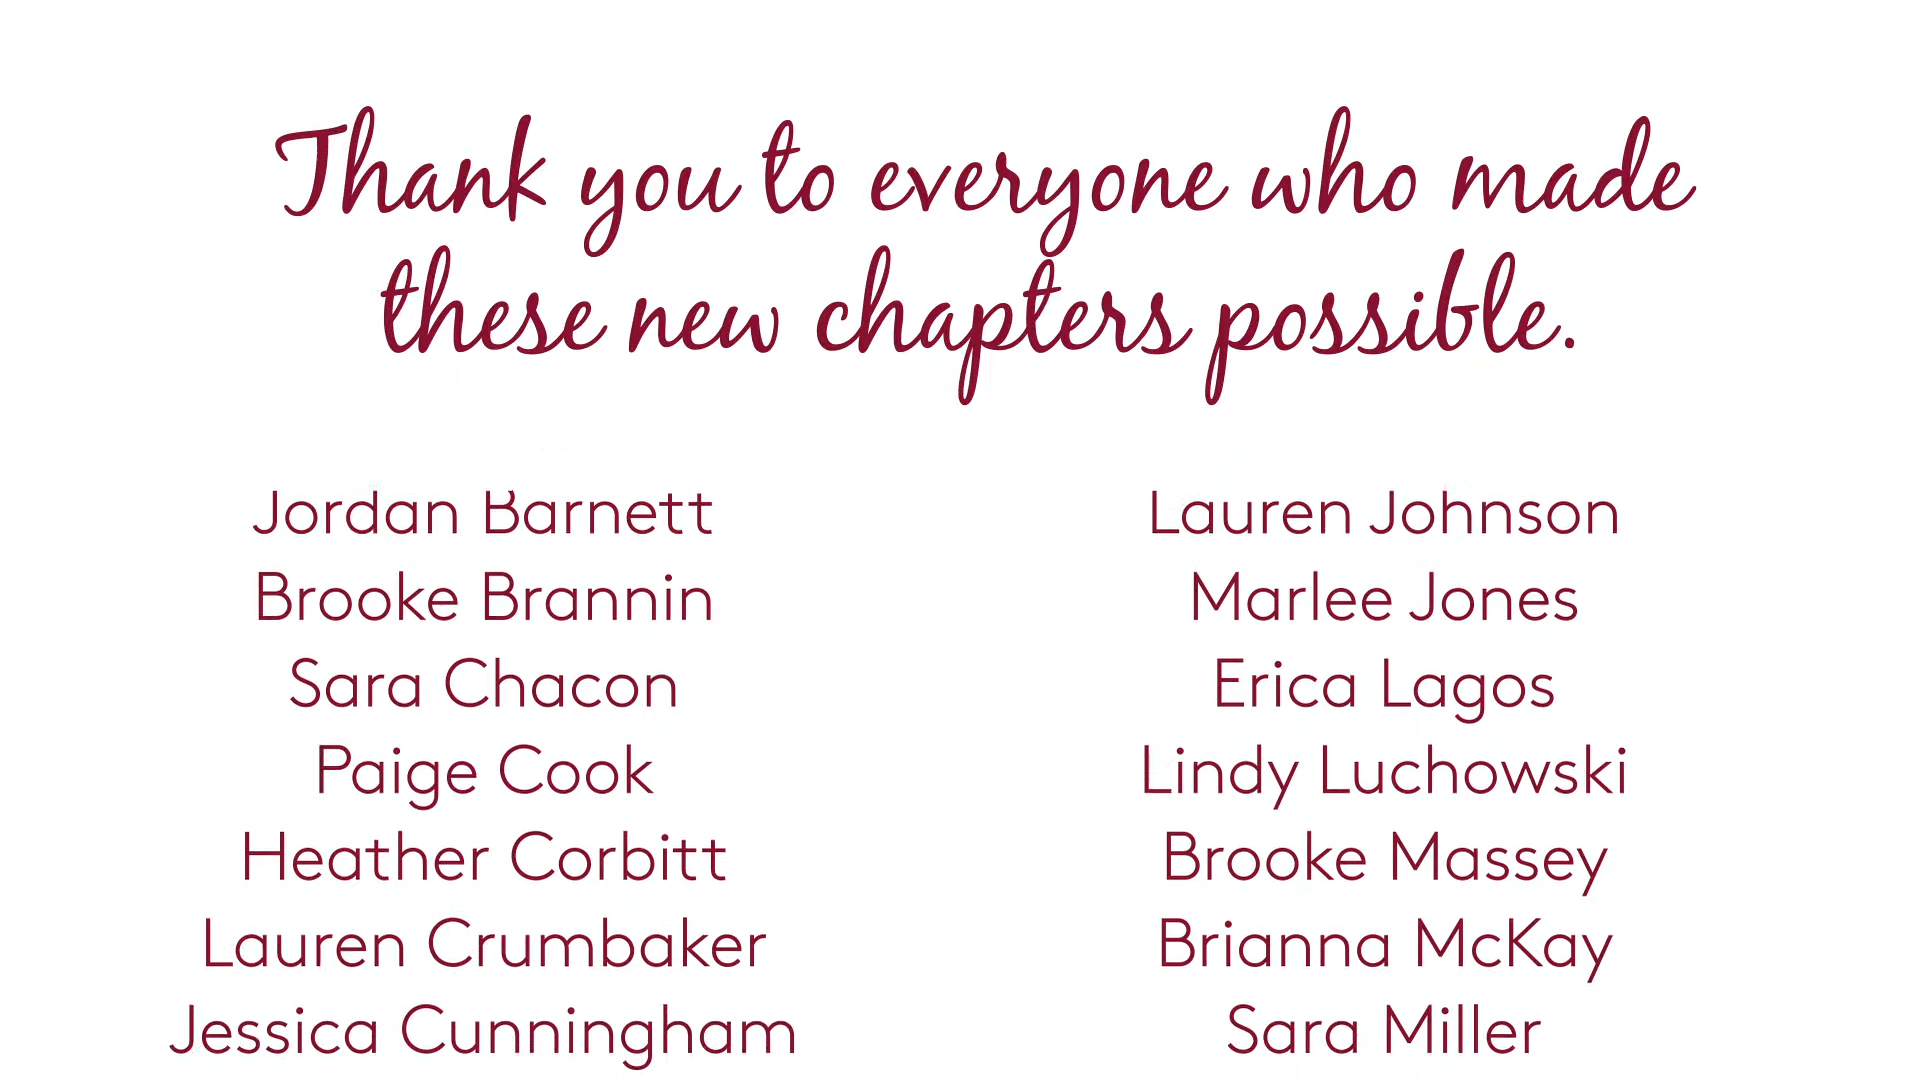 Thank you to everyone who made
these new chapters possible.
Jordan Barnett
Brooke Brannin
Sara Chacon
Paige Cook
Heather Corbitt
Lauren Crumbaker
Jessica Cunningham
Lauren Johnson
Marlee Jones
Erica Lagos
Lindy Luchowski
Brooke Massey
Brianna McKay
Sara Miller